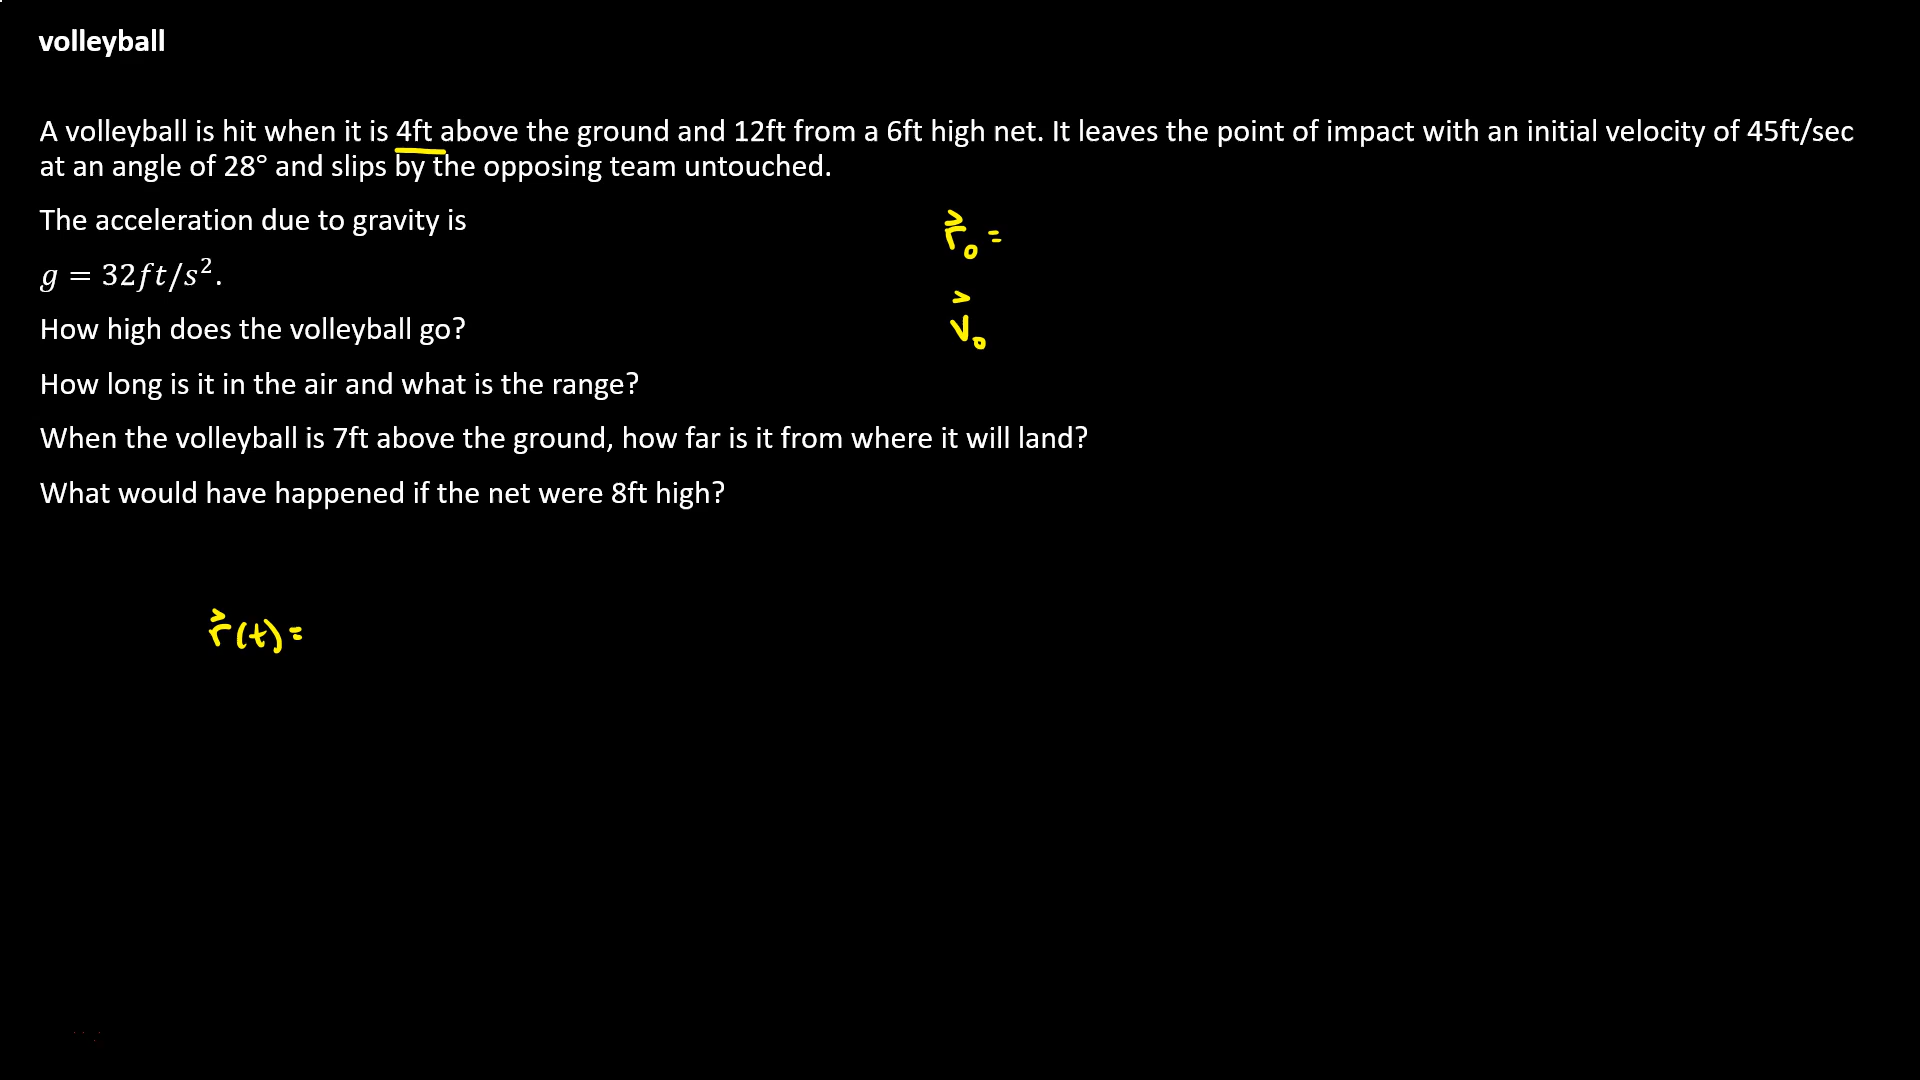 volleyball
A volleyball is hit when it is 4ft above the ground and 12ft from a 6ft high net. It leaves the point of impact with an initial velocity of 45ft/sec
at an angle of 28° and slips by the opposing team untouched.
The acceleration due to gravity is
g = 32ft/s².
How high does the volleyball go?
How long is it in the air and what is the range?
When the volleyball is 7ft above the ground, how far is it from where it will land?
What would have happened if the net were 8ft high?
r⃗₀ =
v⃗₀
r⃗(t) =